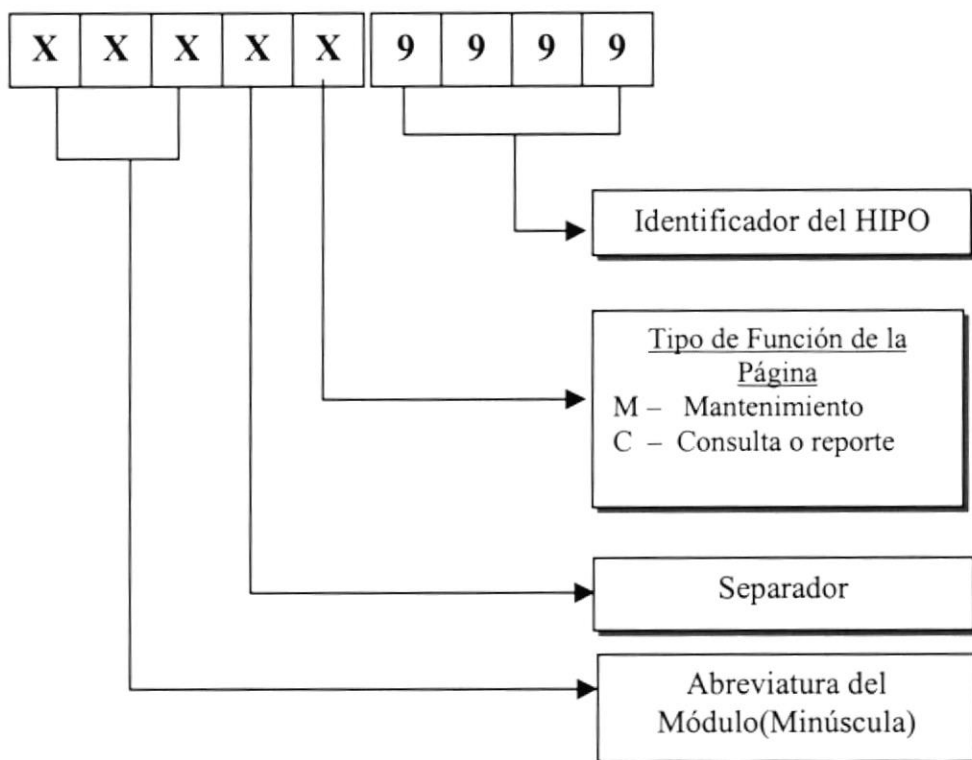 X X X X X 9 9 9 9
Identificador del HIPO
Tipo de Función de la
Página
M – Mantenimiento
C – Consulta o reporte
Separador
Abreviatura del
Módulo(Minúscula)